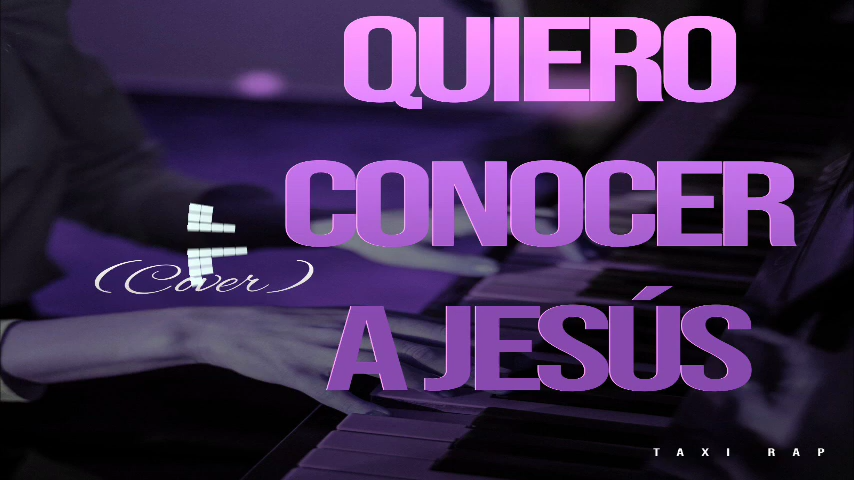 QUIERO
CONOCER
A JESÚS
(Cover)
TAXI RAP